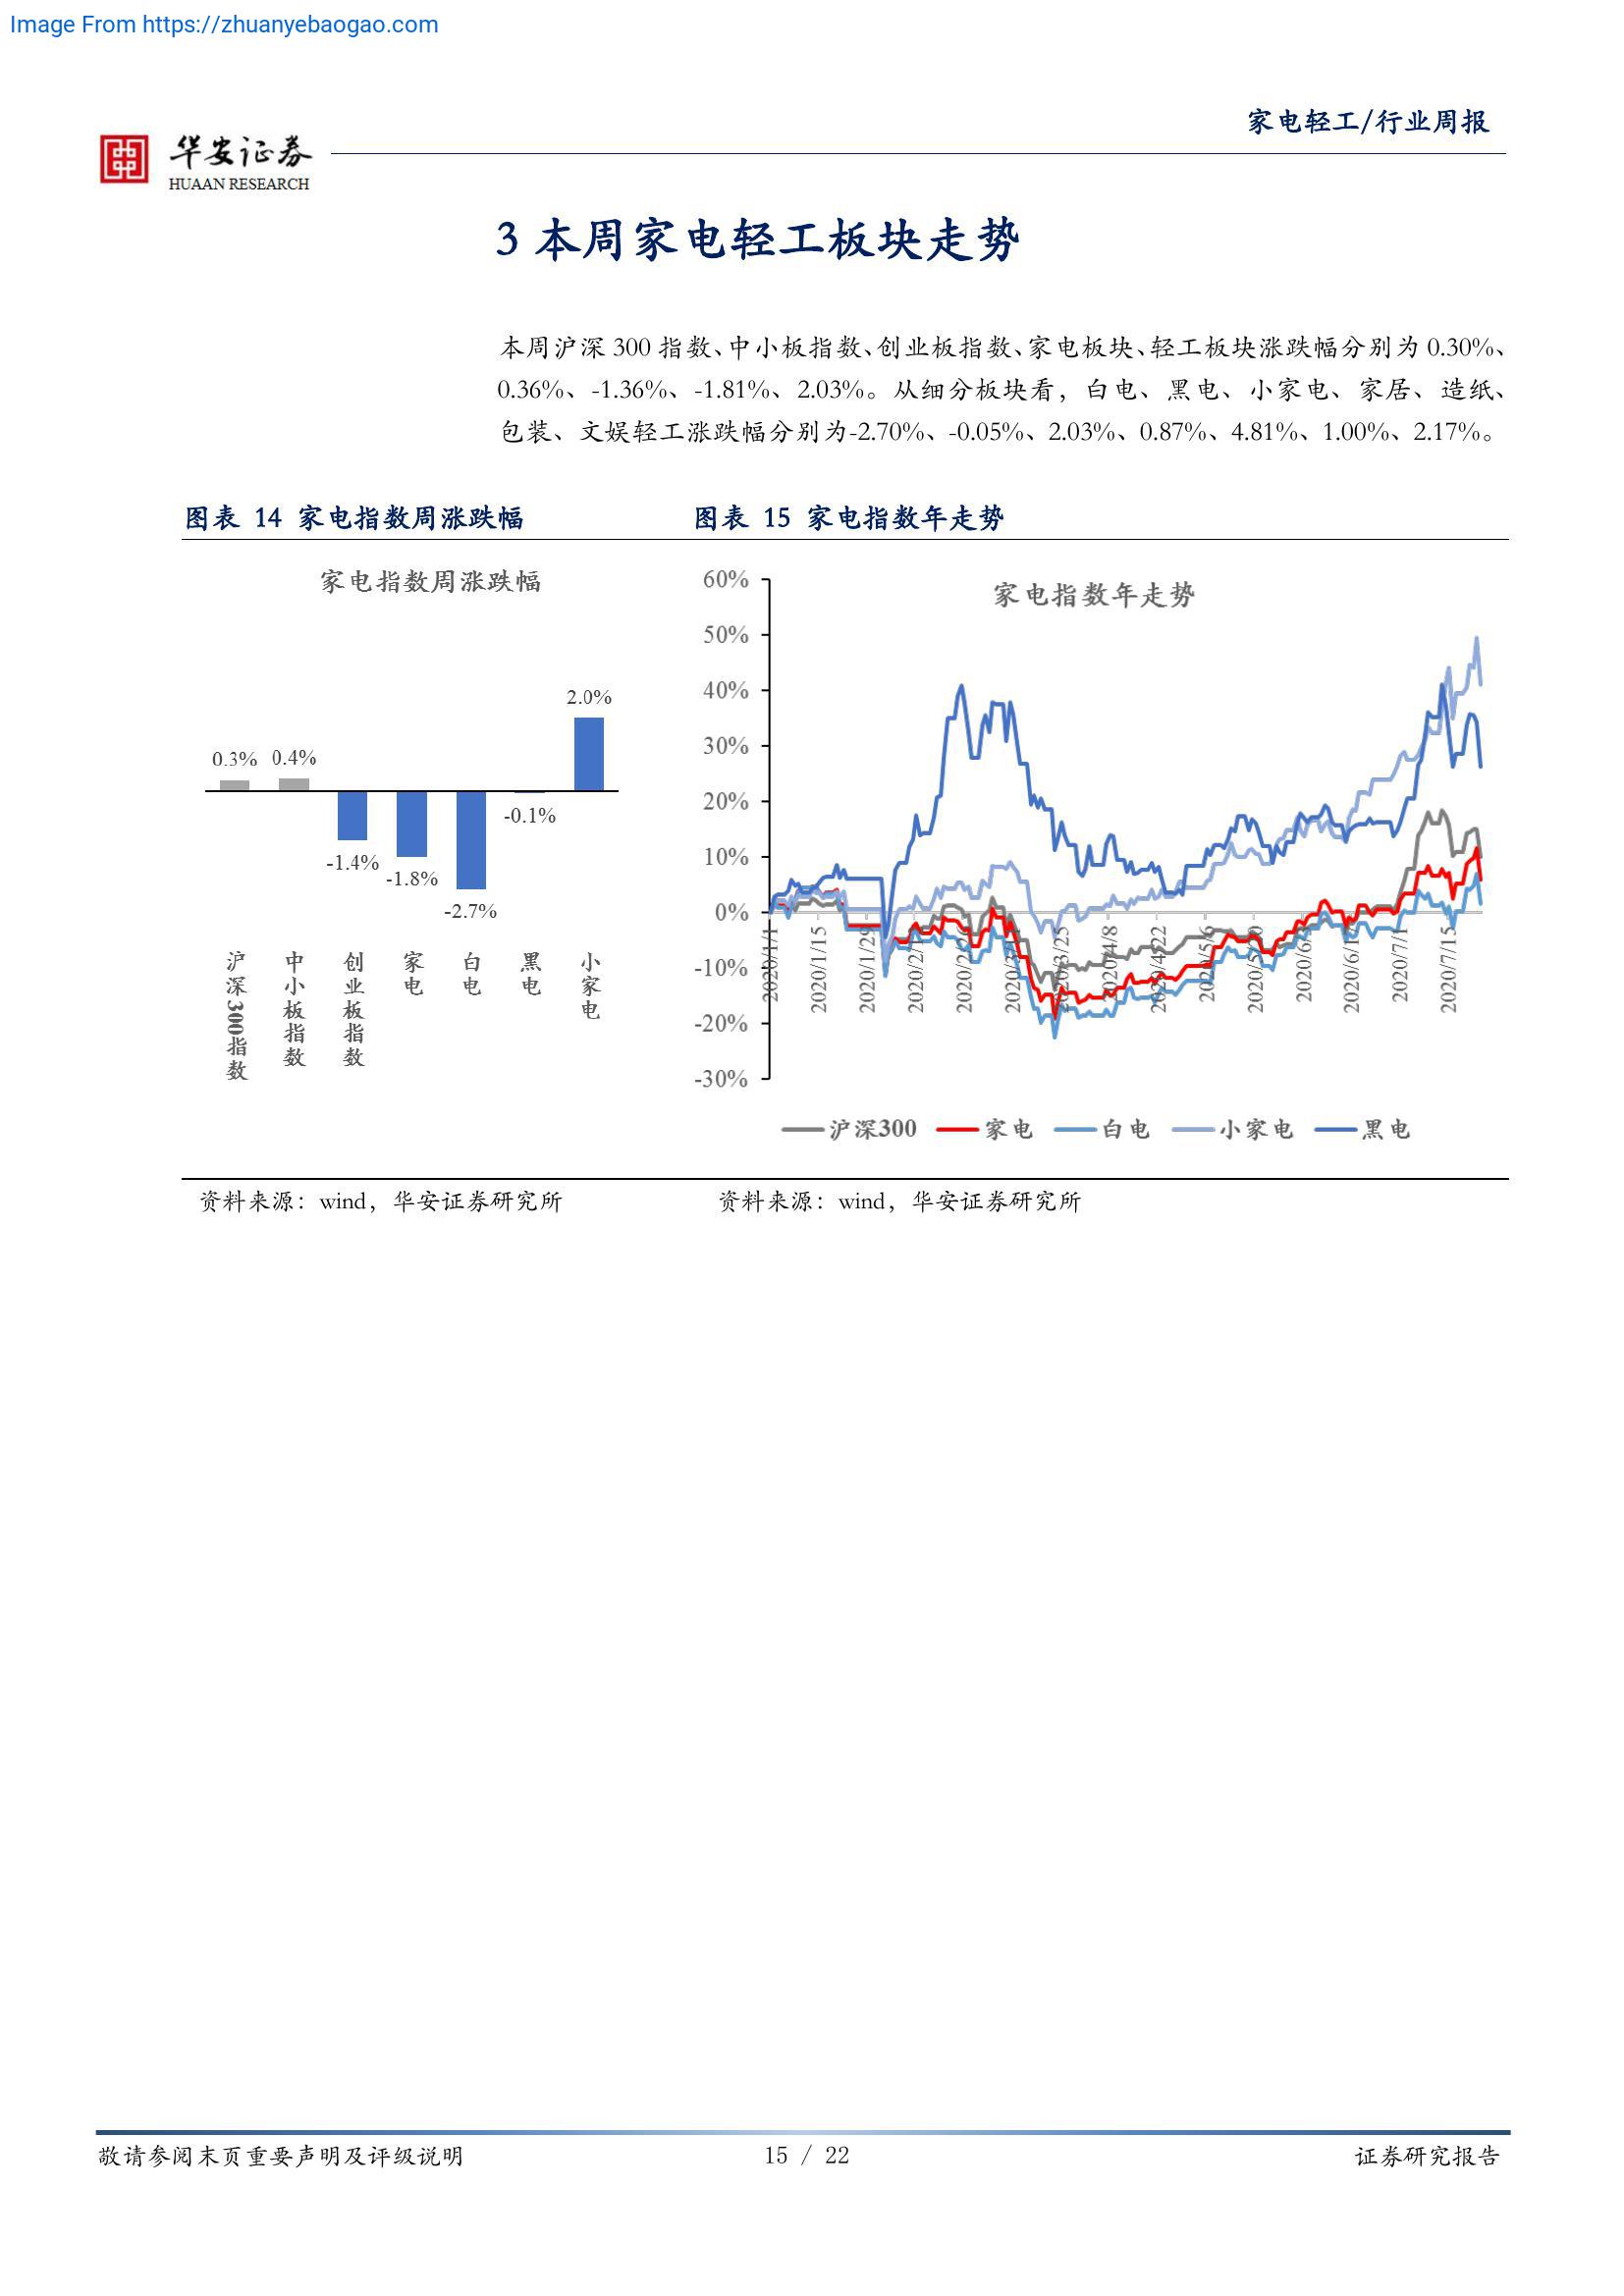 Image From https://zhuanyebaogao.com
家电轻工/行业周报
华安证券
HUAAN RESEARCH
3 本周家电轻工板块走势
本周沪深 300 指数、中小板指数、创业板指数、家电板块、轻工板块涨跌幅分别为 0.30%、
0.36%、-1.36%、-1.81%、2.03%。从细分板块看，白电、黑电、小家电、家居、造纸、
包装、文娱轻工涨跌幅分别为-2.70%、-0.05%、2.03%、0.87%、4.81%、1.00%、2.17%。
图表 14 家电指数周涨跌幅
家电指数周涨跌幅
0.3%
0.4%
-1.4%
-1.8%
-2.7%
-0.1%
2.0%
沪深300指数
中小板指数
创业板指数
家电
白电
黑电
小家电
资料来源：wind，华安证券研究所
图表 15 家电指数年走势
家电指数年走势
60%
50%
40%
30%
20%
10%
0%
-10%
-20%
-30%
2020/1/1
2020/1/15
2020/1/29
2020/3/25
2020/4/8
2020/4/22
2020/5/6
2020/5/20
2020/6/17
2020/7/1
2020/7/15
沪深300
家电
白电
小家电
黑电
资料来源：wind，华安证券研究所
敬请参阅末页重要声明及评级说明
15 / 22
证券研究报告